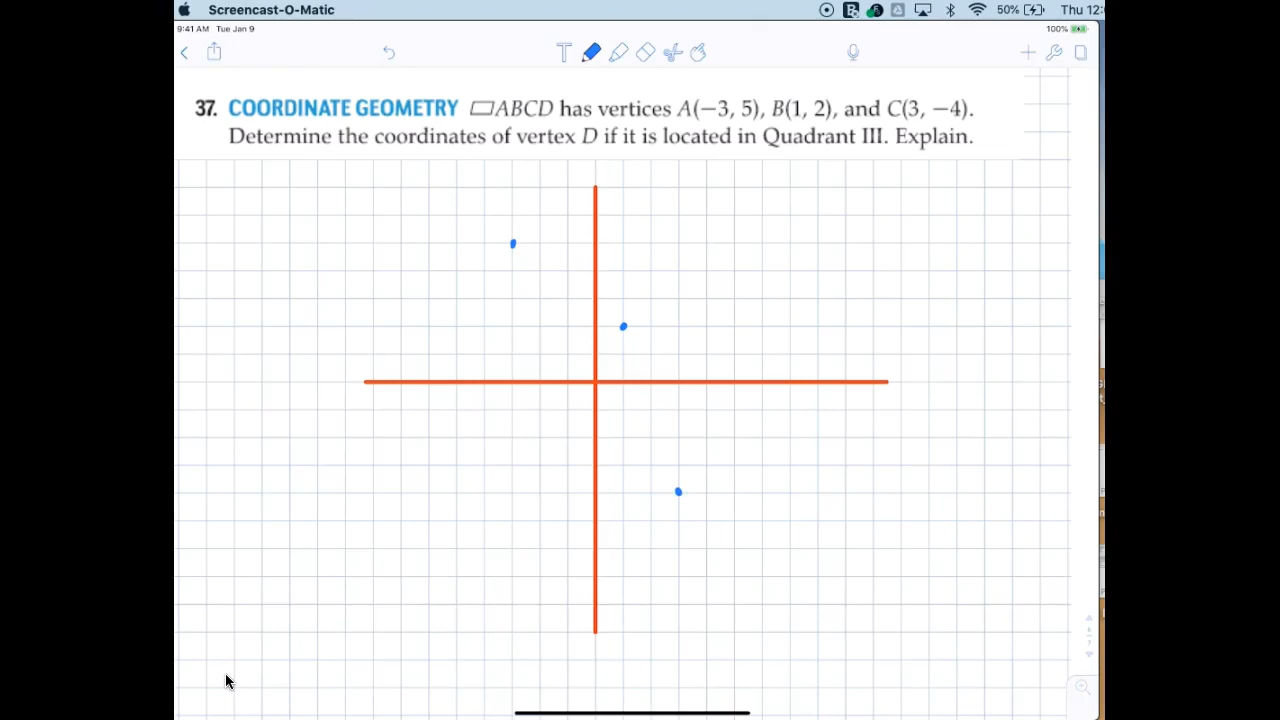 Screencast-O-Matic
50%
Thu 12:
9:41 AM Tue Jan 9
100%
T
37. COORDINATE GEOMETRY ▱ABCD has vertices A(−3, 5), B(1, 2), and C(3, −4).
Determine the coordinates of vertex D if it is located in Quadrant III. Explain.